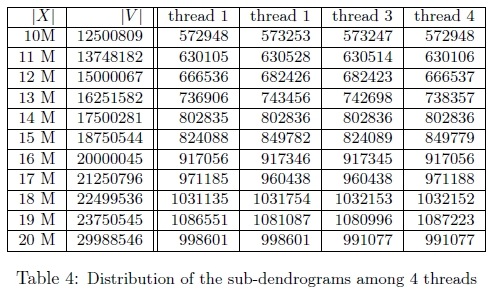 |X| |V| thread 1 thread 1 thread 3 thread 4
10M 12500809 572948 573253 573247 572948
11 M 13748182 630105 630528 630514 630106
12 M 15000067 666536 682426 682423 666537
13 M 16251582 736906 743456 742698 738357
14 M 17500281 802835 802836 802836 802836
15 M 18750544 824088 849782 824089 849779
16 M 20000045 917056 917346 917345 917056
17 M 21250796 971185 960438 960438 971188
18 M 22499536 1031135 1031754 1032153 1032152
19 M 23750545 1086551 1081087 1080996 1087223
20 M 29988546 998601 998601 991077 991077
Table 4: Distribution of the sub-dendrograms among 4 threads